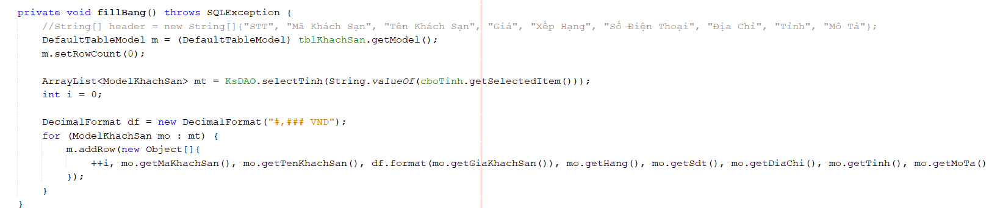 private void fillBang() throws SQLException {
//String[] header = new String[]{"STT", "Mã Khách Sạn", "Tên Khách Sạn", "Giá", "Xếp Hạng", "Số Điện Thoại", "Địa Chỉ", "Tỉnh", "Mô Tả"};
DefaultTableModel m = (DefaultTableModel) tblKhachSan.getModel();
m.setRowCount(0);
ArrayList<ModelKhachSan> mt = KsDAO.selectTinh(String.valueOf(cboTinh.getSelectedItem()));
int i = 0;
DecimalFormat df = new DecimalFormat("#,### VND");
for (ModelKhachSan mo : mt) {
m.addRow(new Object[]{
++i, mo.getMaKhachSan(), mo.getTenKhachSan(), df.format(mo.getGiaKhachSan()), mo.getHang(), mo.getSdt(), mo.getDiaChi(), mo.getTinh(), mo.getMoTa()
});
}
}